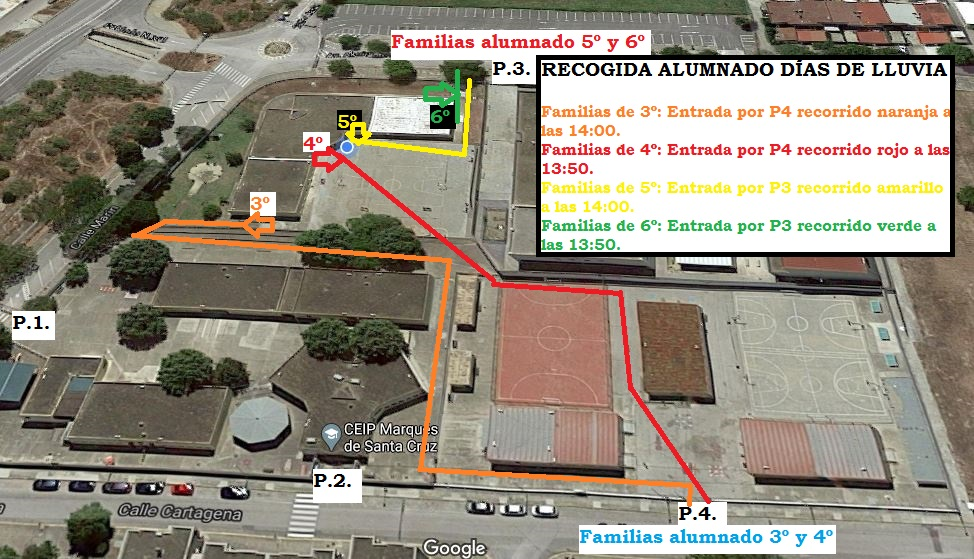 Familias alumnado 5º y 6º
P.3.
RECOGIDA ALUMNADO DÍAS DE LLUVIA
Familias de 3º: Entrada por P4 recorrido naranja a
las 14:00.
Familias de 4º: Entrada por P4 recorrido rojo a las
13:50.
Familias de 5º: Entrada por P3 recorrido amarillo
a las 14:00.
Familias de 6º: Entrada por P3 recorrido verde a
las 13:50.
5º
6º
4º
3º
Calle Marín
P.1.
CEIP Marques
de Santa Cruz
P.2.
Calle Cartagena
P.4.
Familias alumnado 3º y 4º
Google